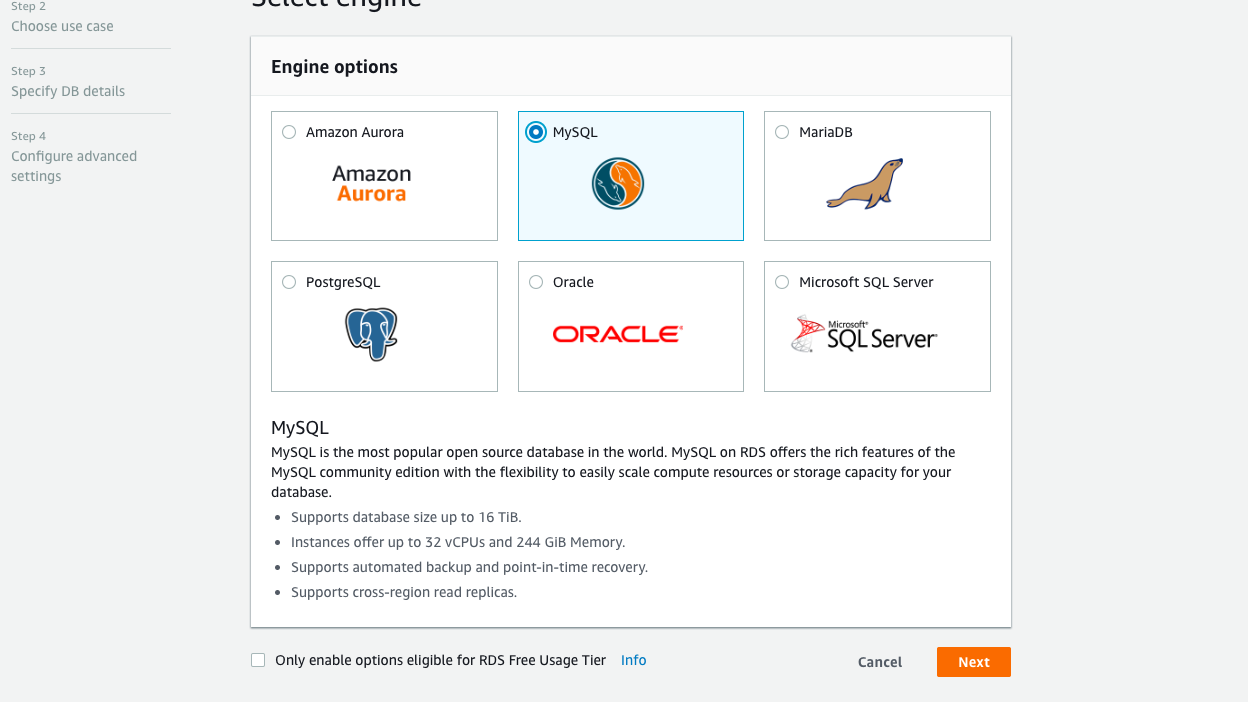 Step 2
Choose use case
Step 3
Specify DB details
Step 4
Configure advanced
settings
Select engine
Engine options
Amazon Aurora
Amazon
Aurora
MySQL
MariaDB
PostgreSQL
Oracle
ORACLE®
Microsoft SQL Server
Microsoft®
SQL Server®
MySQL
MySQL is the most popular open source database in the world. MySQL on RDS offers the rich features of the
MySQL community edition with the flexibility to easily scale compute resources or storage capacity for your
database.
• Supports database size up to 16 TiB.
• Instances offer up to 32 vCPUs and 244 GiB Memory.
• Supports automated backup and point-in-time recovery.
• Supports cross-region read replicas.
Only enable options eligible for RDS Free Usage Tier Info
Cancel
Next